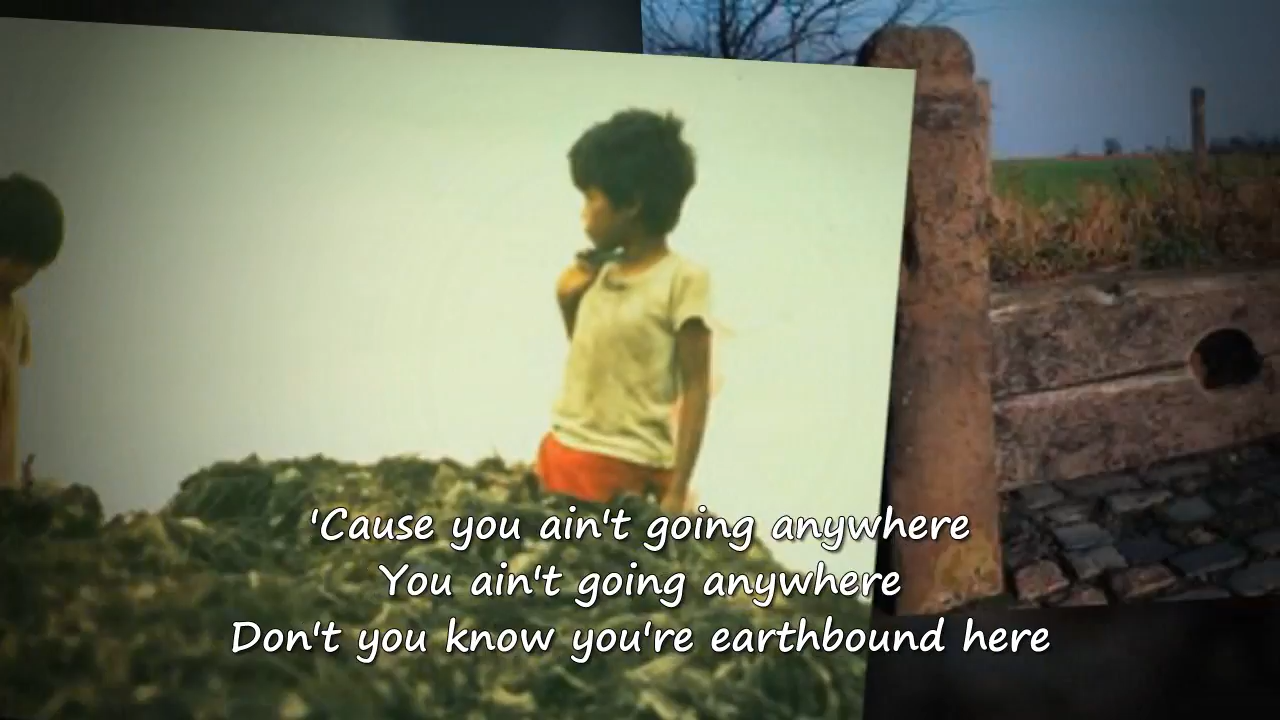 'Cause you ain't going anywhere
You ain't going anywhere
Don't you know you're earthbound here